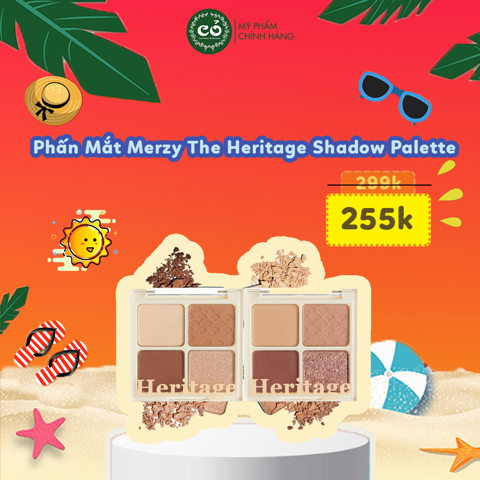 CỎ
MỸ PHẨM
CHÍNH HÃNG
Phấn Mắt Merzy The Heritage Shadow Palette
299k
255k
Heritage Heritage